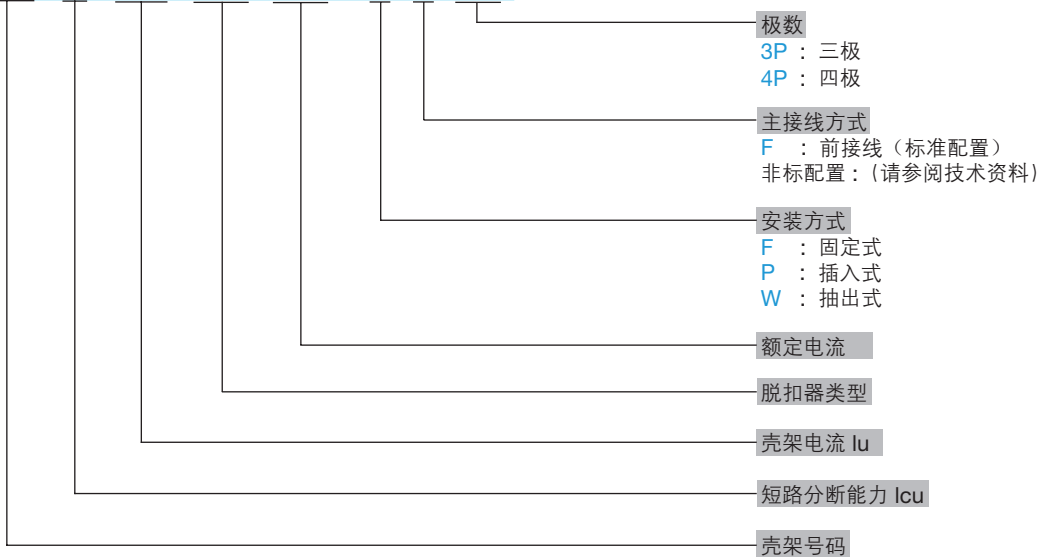 极数
3P : 三极
4P : 四极
主接线方式
F : 前接线（标准配置）
非标配置 :（请参阅技术资料）
安装方式
F : 固定式
P : 插入式
W : 抽出式
额定电流
脱扣器类型
壳架电流 Iu
短路分断能力 Icu
壳架号码